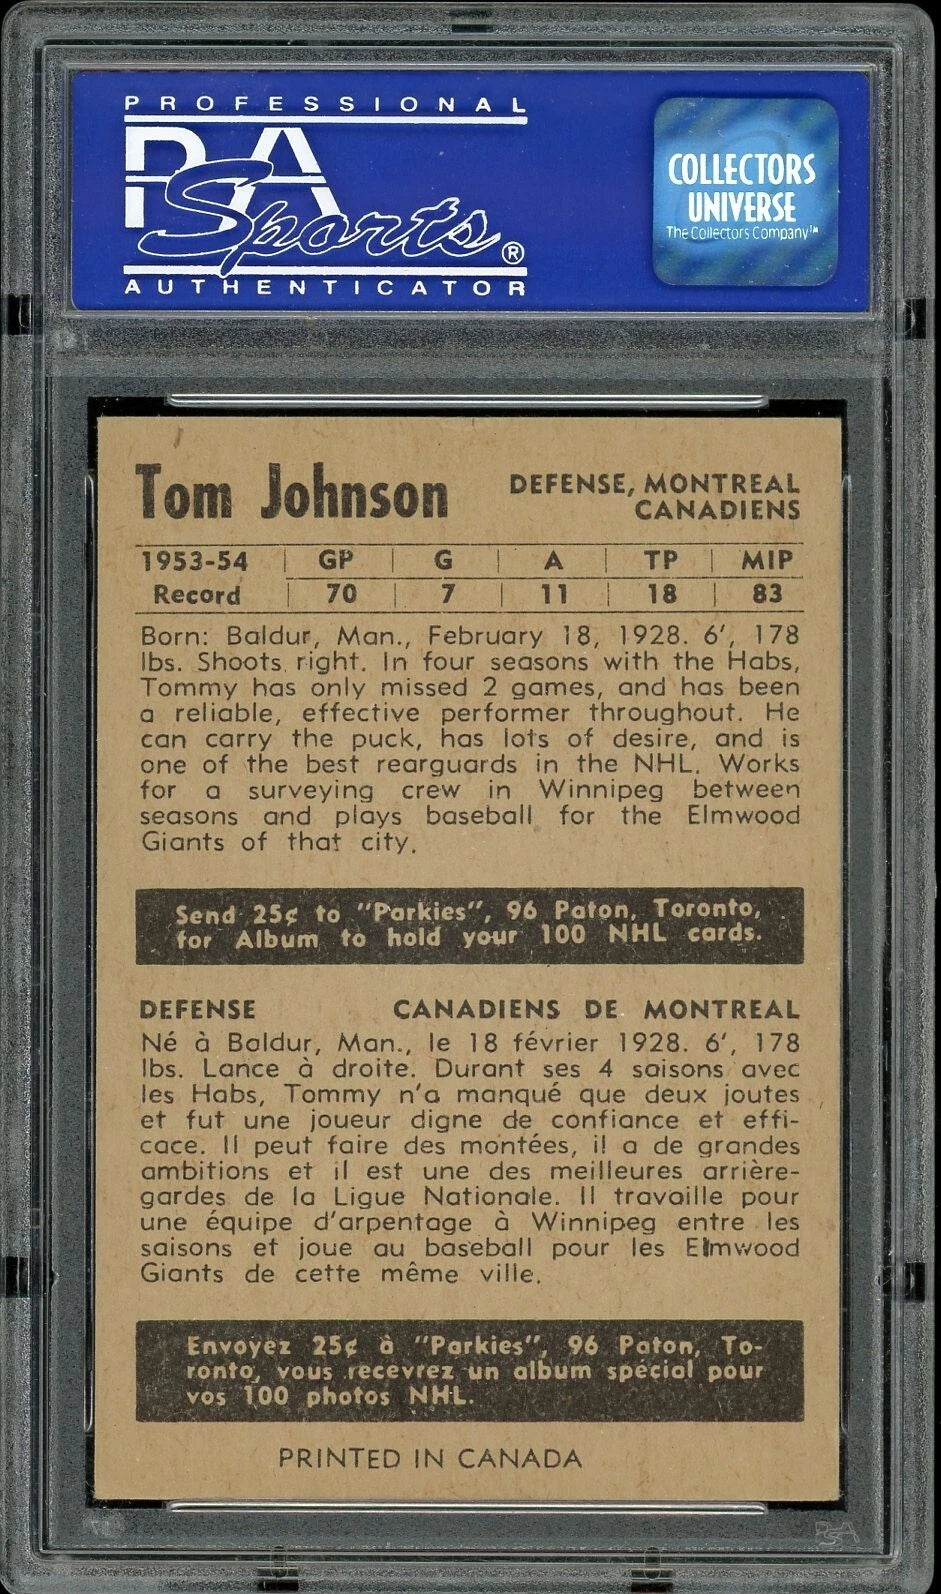 PROFESSIONAL
PSA
Sports®
AUTHENTICATOR
COLLECTORS
UNIVERSE
The Collectors Company™
Tom Johnson
DEFENSE, MONTREAL
CANADIENS
1953-54 | GP | G | A | TP | MIP
Record | 70 | 7 | 11 | 18 | 83
Born: Baldur, Man., February 18, 1928. 6', 178
lbs. Shoots right. In four seasons with the Habs,
Tommy has only missed 2 games, and has been
a reliable, effective performer throughout. He
can carry the puck, has lots of desire, and is
one of the best rearguards in the NHL. Works
for a surveying crew in Winnipeg between
seasons and plays baseball for the Elmwood
Giants of that city.
Send 25¢ to "Parkies", 96 Paton, Toronto,
for Album to hold your 100 NHL cards.
DEFENSE CANADIENS DE MONTREAL
Né à Baldur, Man., le 18 février 1928. 6', 178
lbs. Lance à droite. Durant ses 4 saisons avec
les Habs, Tommy n'a manqué que deux joutes
et fut une joueur digne de confiance et effi-
cace. Il peut faire des montées, il a de grandes
ambitions et il est une des meilleures arrière-
gardes de la Ligue Nationale. Il travaille pour
une équipe d'arpentage à Winnipeg entre les
saisons et joue au baseball pour les Elmwood
Giants de cette même ville.
Envoyez 25¢ à "Parkies", 96 Paton, To-
ronto, vous recevrez un album spécial pour
vos 100 photos NHL.
PRINTED IN CANADA
PSA